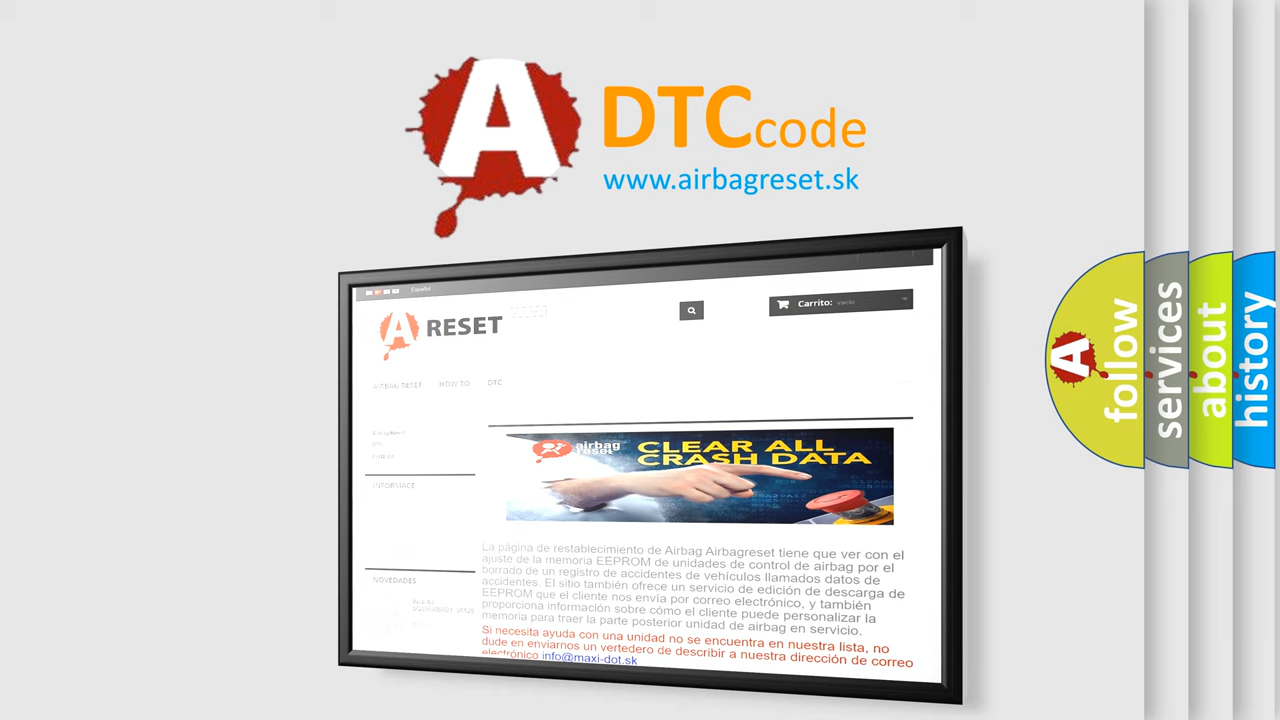 A
DTCcode
www.airbagreset.sk
Español
A RESET
Carrito: vacío
AIRBAG RESET HOW TO DTC
INFORMACE
airbag
reset
CLEAR ALL
CRASH DATA
La página de restablecimiento de Airbag Airbagreset tiene que ver con el
ajuste de la memoria EEPROM de unidades de control de airbag por el
borrado de un registro de accidentes de vehículos llamados datos de
accidentes. El sitio también ofrece un servicio de edición de descarga de
EEPROM que el cliente nos envía por correo electrónico, y también
proporciona información sobre cómo el cliente puede personalizar la
memoria para traer la parte posterior unidad de airbag en servicio.
Si necesita ayuda con una unidad no se encuentra en nuestra lista, no
dude en enviarnos un vertedero de describir a nuestra dirección de correo
electrónico info@maxi-dot.sk
NOVEDADES
A
follow
services
about
history